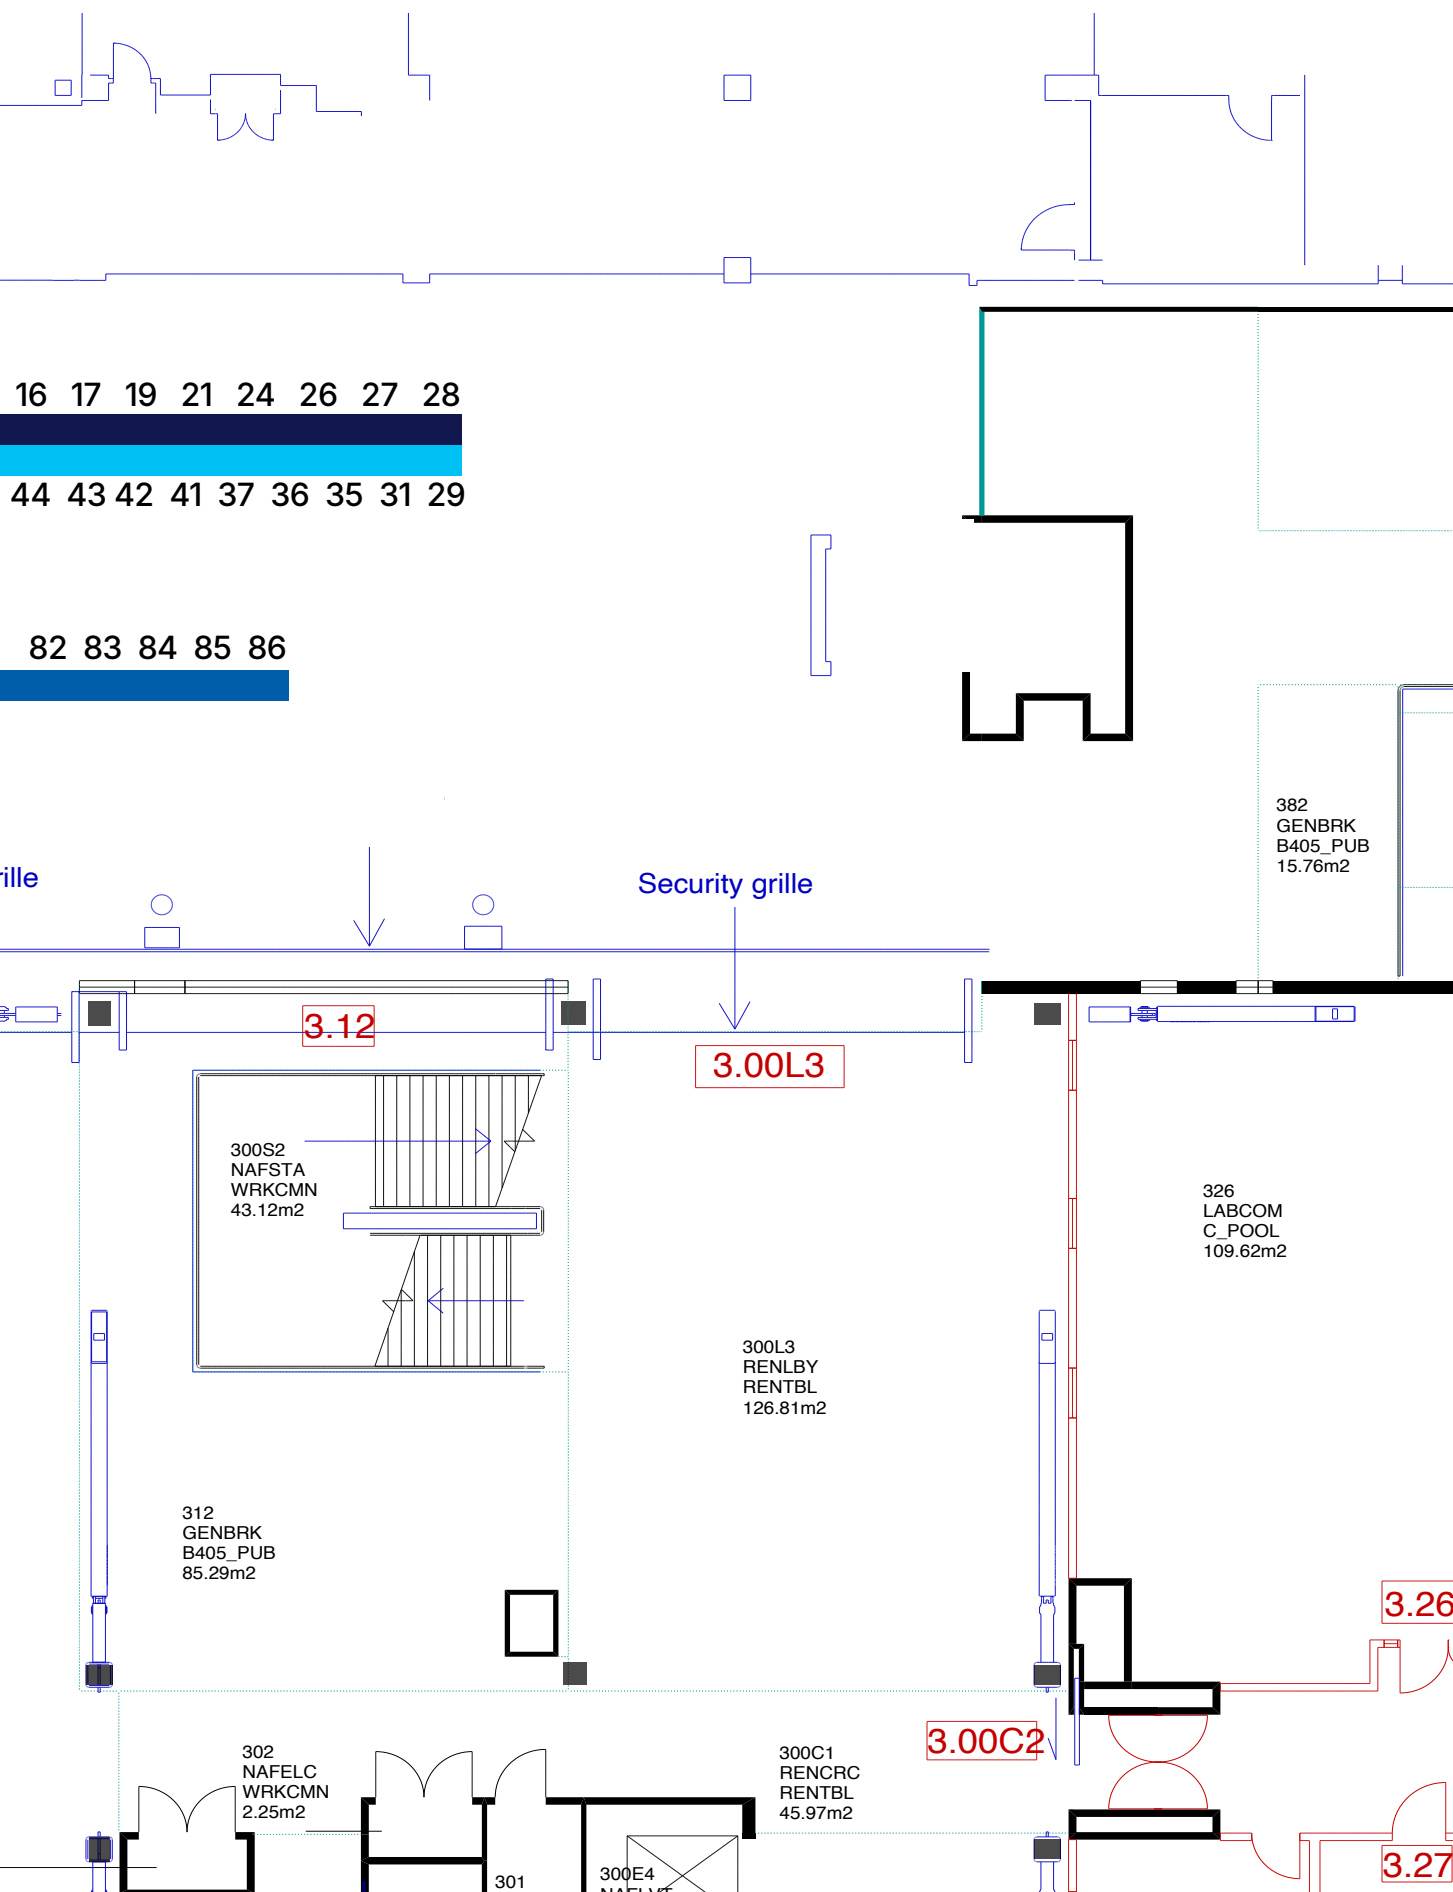 16 17 19 21 24 26 27 28
44 43 42 41 37 36 35 31 29
82 83 84 85 86
382
GENBRK
B405_PUB
15.76m2
rille
Security grille
3.12
3.00L3
300S2
NAFSTA
WRKCMN
43.12m2
326
LABCOM
C_POOL
109.62m2
300L3
RENLBY
RENTBL
126.81m2
312
GENBRK
B405_PUB
85.29m2
3.26
3.00C2
302
NAFELC
WRKCMN
2.25m2
300C1
RENCRC
RENTBL
45.97m2
3.27
301
300E4